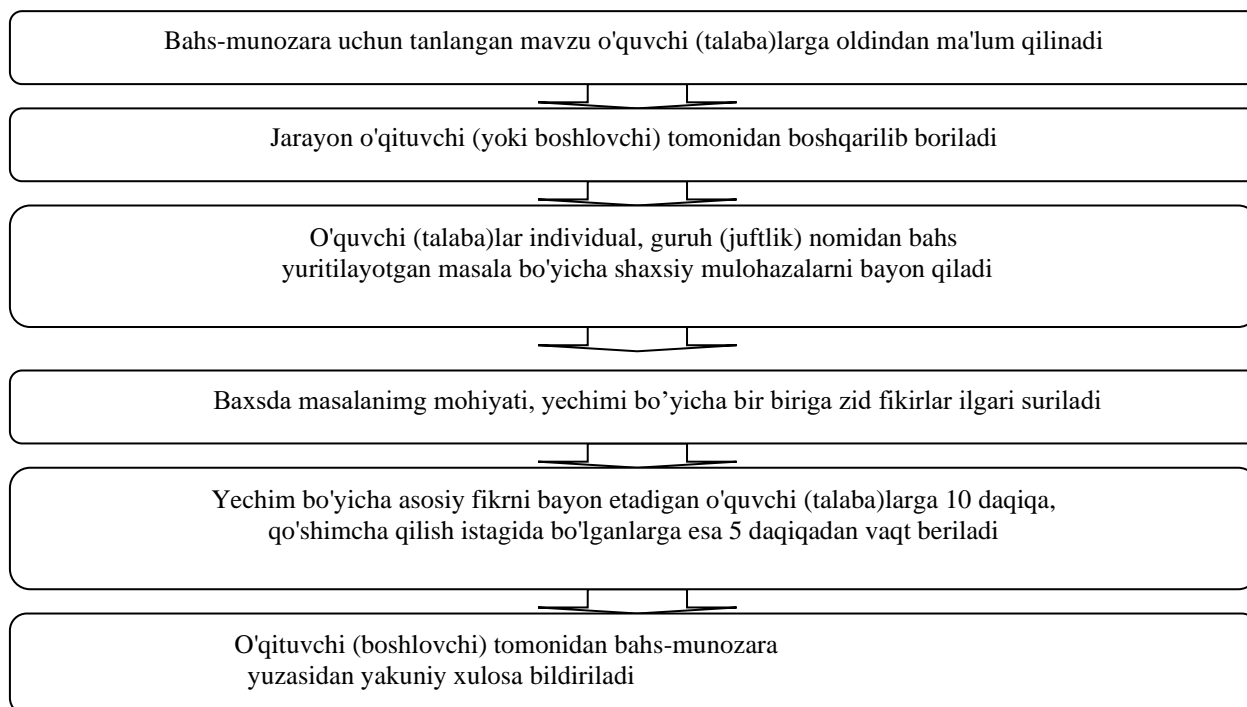 Bahs-munozara uchun tanlangan mavzu o'quvchi (talaba)larga oldindan ma'lum qilinadi
Jarayon o'qituvchi (yoki boshlovchi) tomonidan boshqarilib boriladi
O'quvchi (talaba)lar individual, guruh (juftlik) nomidan bahs
yuritilayotgan masala bo'yicha shaxsiy mulohazalarni bayon qiladi
Baxsda masalanimg mohiyati, yechimi bo’yicha bir biriga zid fikirlar ilgari suriladi
Yechim bo'yicha asosiy fikrni bayon etadigan o'quvchi (talaba)larga 10 daqiqa,
qo'shimcha qilish istagida bo'lganlarga esa 5 daqiqadan vaqt beriladi
O'qituvchi (boshlovchi) tomonidan bahs-munozara
yuzasidan yakuniy xulosa bildiriladi